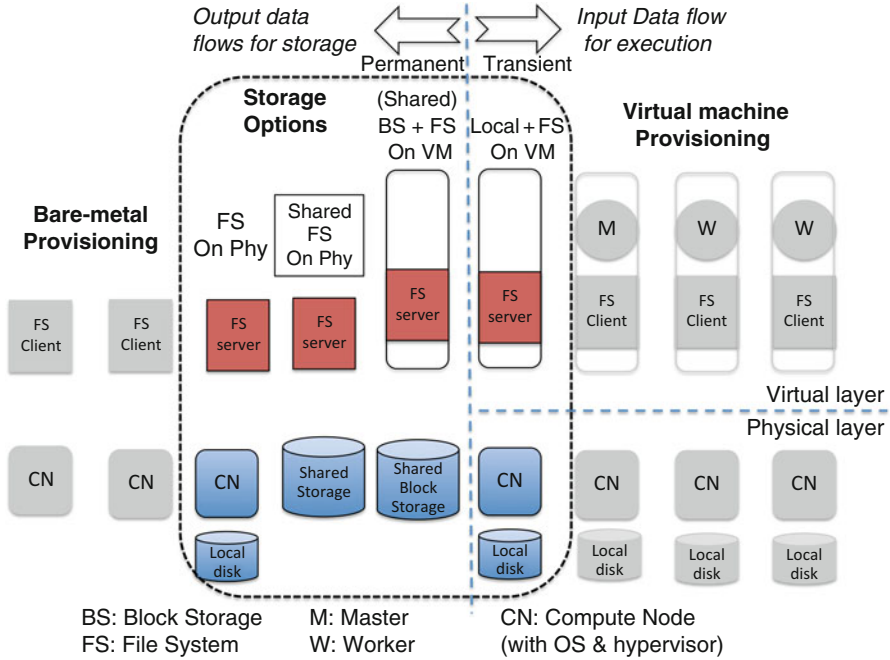 Output data
flows for storage
Input Data flow
for execution
Permanent
Transient
Storage
Options
(Shared)
BS + FS
On VM
Local + FS
On VM
Virtual machine
Provisioning
Bare-metal
Provisioning
FS
On Phy
Shared
FS
On Phy
M
W
W
FS
Client
FS
Client
FS
server
FS
server
FS
server
FS
server
FS
Client
FS
Client
FS
Client
Virtual layer
Physical layer
CN
CN
CN
Shared
Storage
Shared
Block
Storage
CN
CN
CN
CN
Local
disk
Local
disk
Local
disk
Local
disk
Local
disk
BS: Block Storage
M: Master
CN: Compute Node
FS: File System
W: Worker
(with OS & hypervisor)